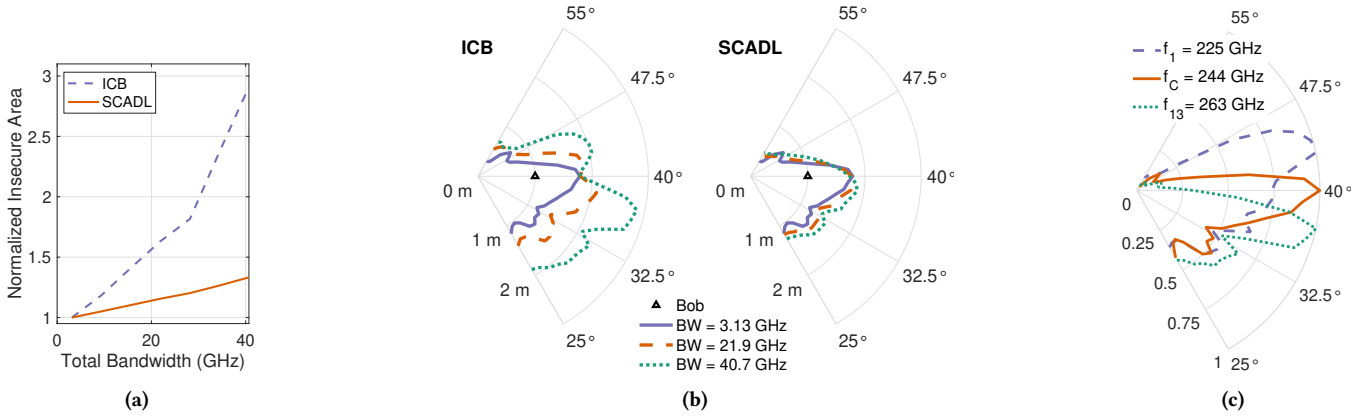 Normalized Insecure Area
3
2.5
2
1.5
1
0
20
40
Total Bandwidth (GHz)
ICB
SCADL
(a)
ICB
55°
47.5°
40°
32.5°
25°
0 m
1 m
2 m
SCADL
55°
47.5°
40°
32.5°
25°
0 m
1 m
2 m
Bob
BW = 3.13 GHz
BW = 21.9 GHz
BW = 40.7 GHz
(b)
f1 = 225 GHz
fC = 244 GHz
f13 = 263 GHz
55°
47.5°
40°
32.5°
25°
0
0.25
0.5
0.75
1
(c)